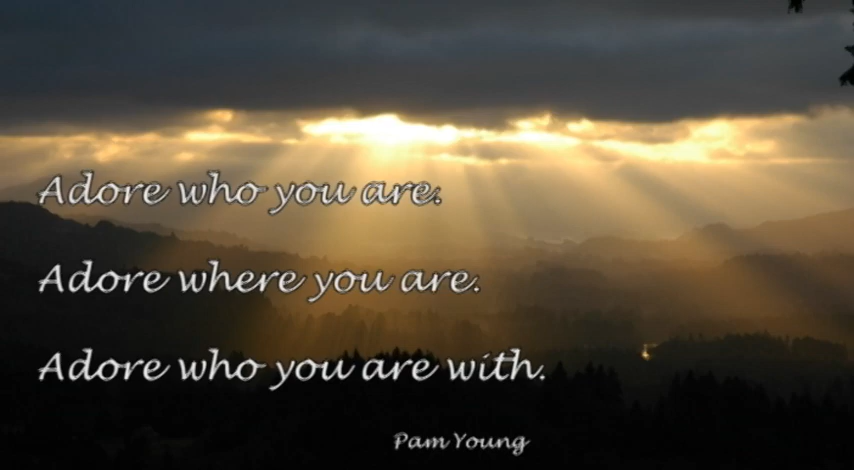 Adore who you are.
Adore where you are.
Adore who you are with.
Pam Young